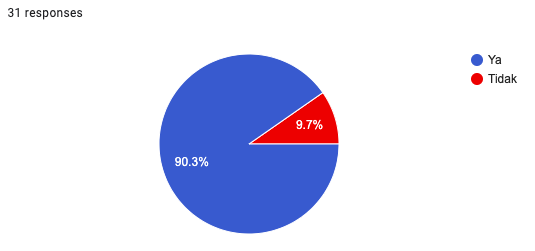 31 responses
Ya
Tidak
9.7%
90.3%